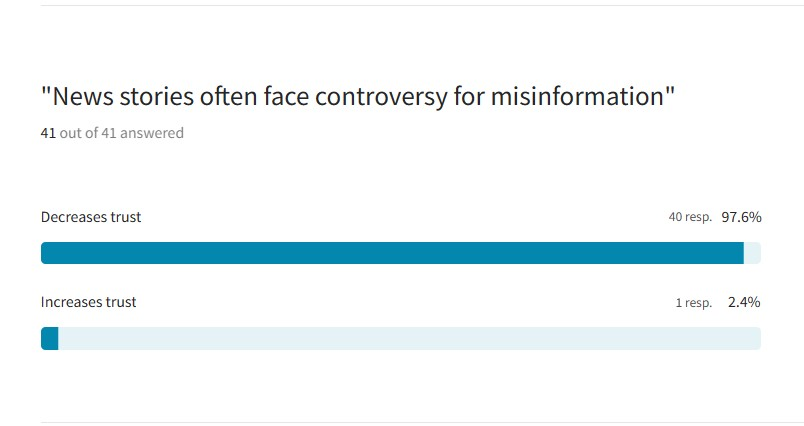 "News stories often face controversy for misinformation"
41 out of 41 answered
Decreases trust 40 resp. 97.6%
Increases trust 1 resp. 2.4%